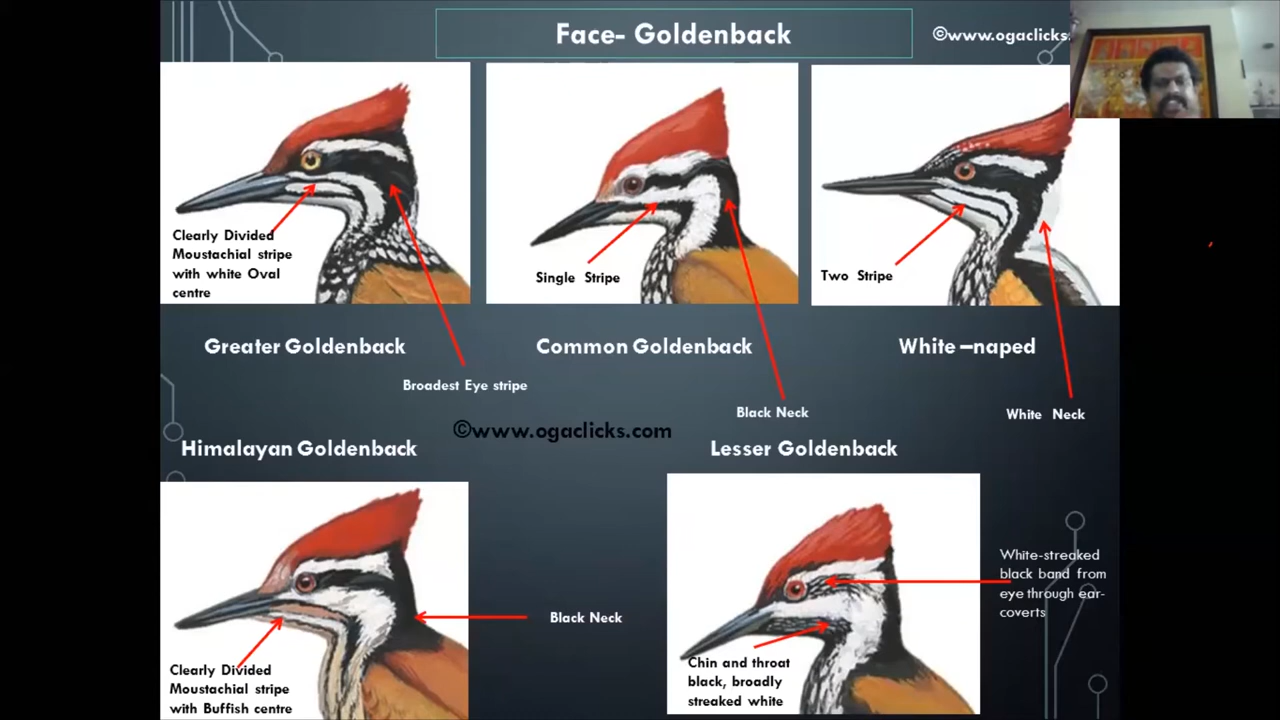 Face- Goldenback
©www.ogaclicks.
Clearly Divided
Moustachial stripe
with white Oval
centre
Single Stripe
Two Stripe
Greater Goldenback
Common Goldenback
White –naped
Broadest Eye stripe
Black Neck
White Neck
©www.ogaclicks.com
Himalayan Goldenback
Lesser Goldenback
Black Neck
Clearly Divided
Moustachial stripe
with Buffish centre
White-streaked
black band from
eye through ear-
coverts
Chin and throat
black, broadly
streaked white